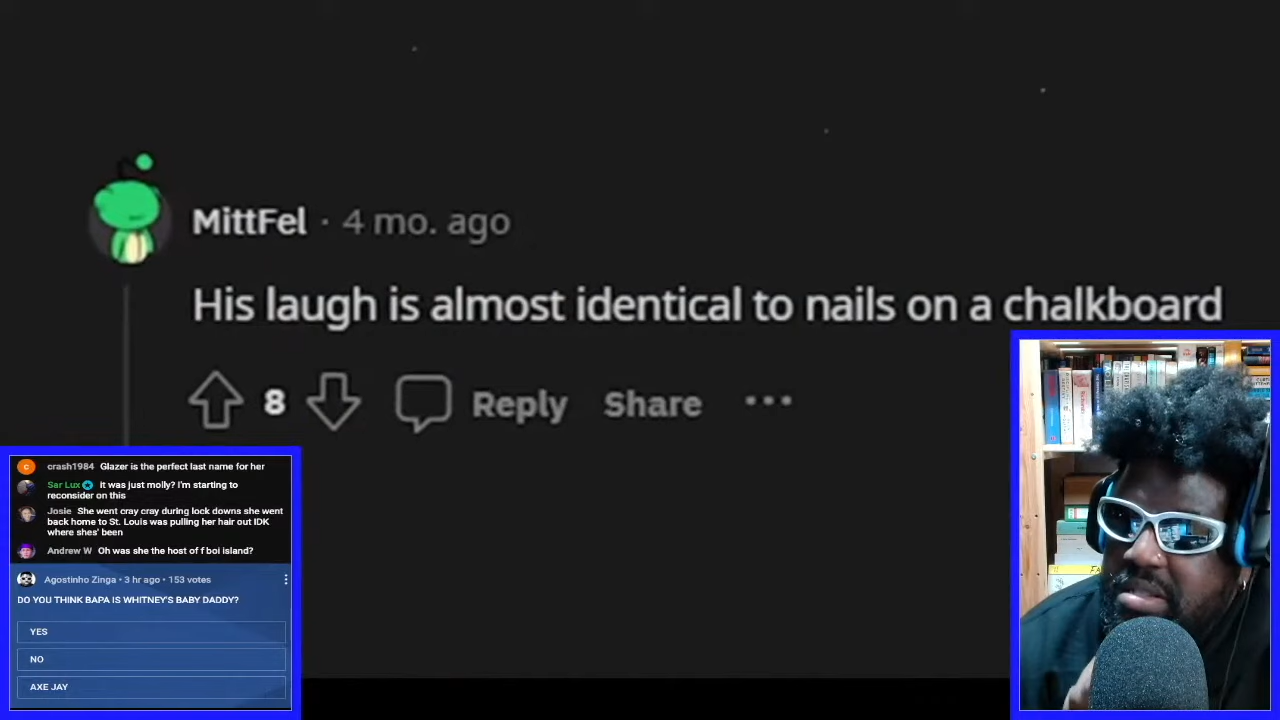 MittFel · 4 mo. ago
His laugh is almost identical to nails on a chalkboard
8 Reply Share ···
crash1984 Glazer is the perfect last name for her
Sar Lux it was just molly? I'm starting to
reconsider on this
Josie She went cray cray during lock downs she went
back home to St. Louis was pulling her hair out IDK
where shes' been
Andrew W Oh was she the host of f boi island?
Agostinho Zinga • 3 hr ago • 153 votes
DO YOU THINK BAPA IS WHITNEY'S BABY DADDY?
YES
NO
AXE JAY